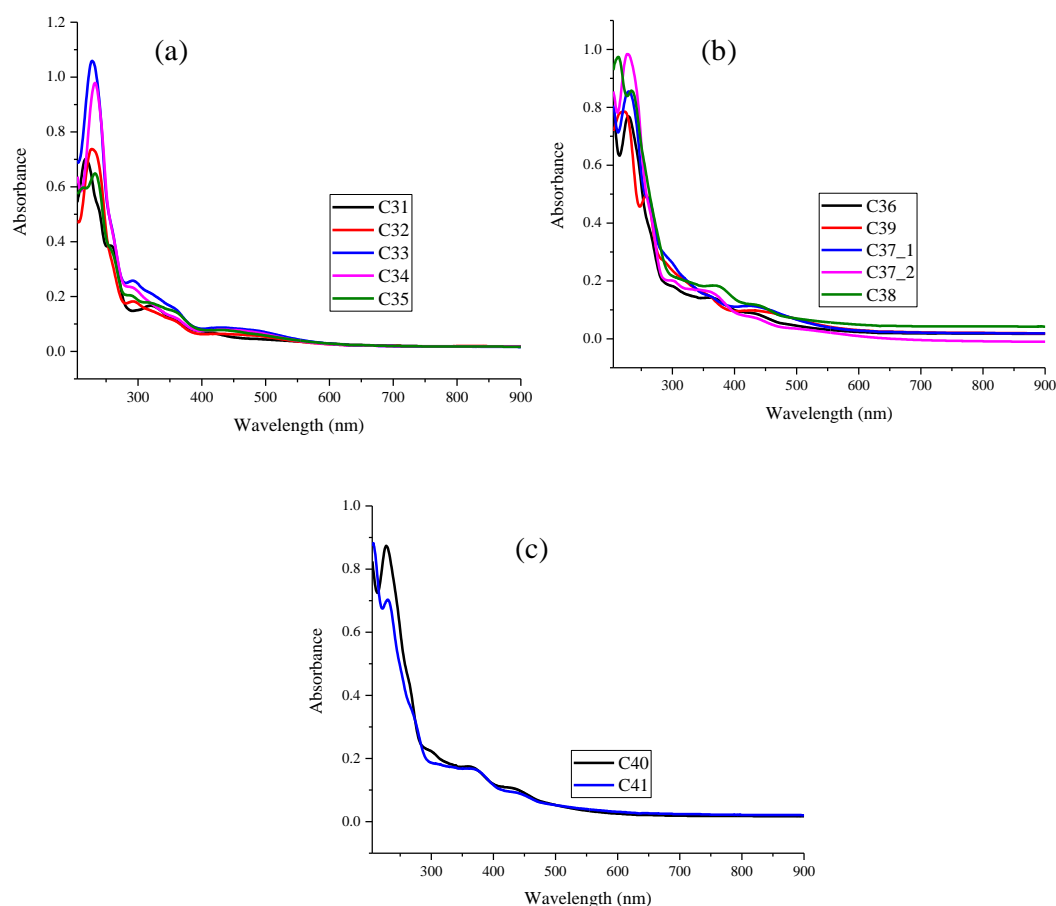 (a)
1.2
1.0
0.8
0.6
0.4
0.2
0.0
Absorbance
C31
C32
C33
C34
C35
300 400 500 600 700 800 900
Wavelength (nm)
(b)
1.0
0.8
0.6
0.4
0.2
0.0
Absorbance
C36
C39
C37_1
C37_2
C38
300 400 500 600 700 800 900
Wavelength (nm)
(c)
1.0
0.8
0.6
0.4
0.2
0.0
Absorbance
C40
C41
300 400 500 600 700 800 900
Wavelength (nm)